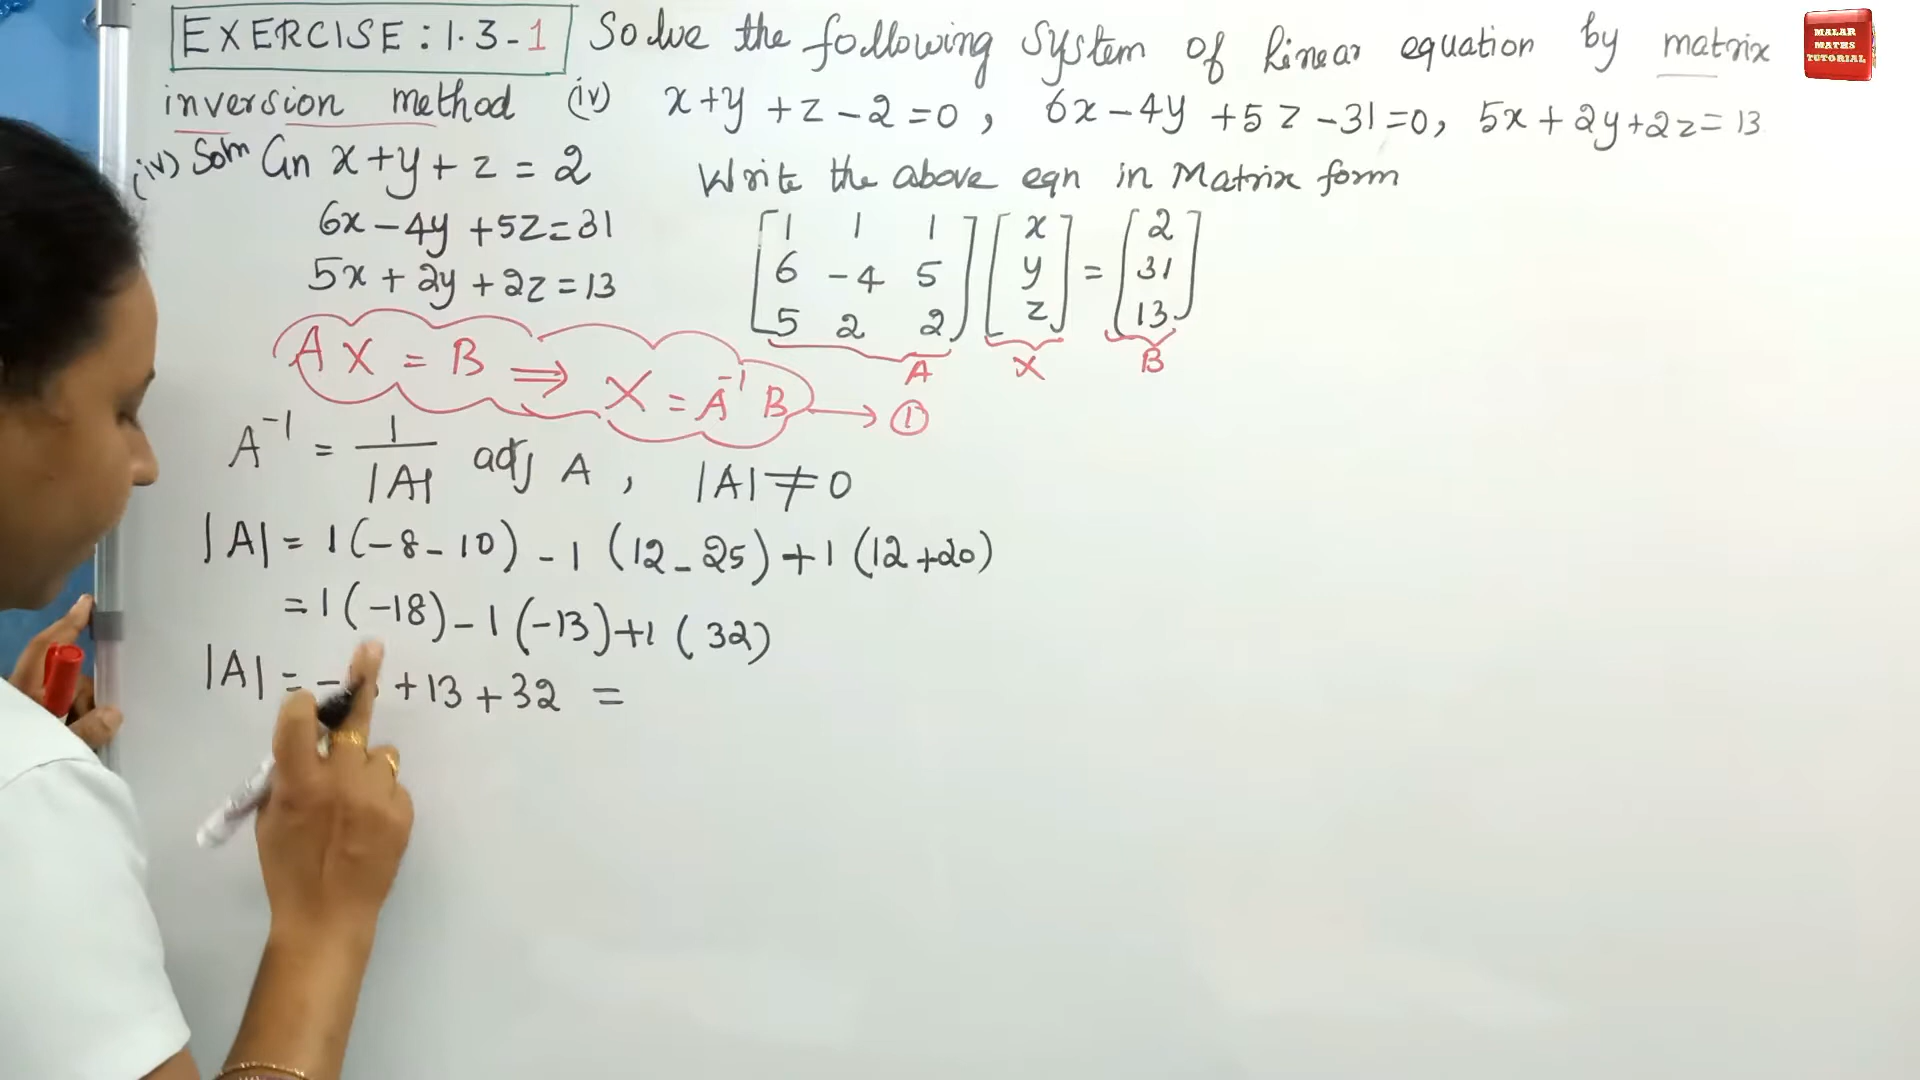 EXERCISE : 1.3-1 Solve the following System of linear equation by matrix
MALAR MATHS TUTORIAL
inversion method (iv) x+y+z-2=0, 6x-4y+5z-31=0, 5x+2y+2z=13
(iv) Soln Gn x+y+z=2 Write the above eqn in Matrix form
6x-4y+5z=31
5x+2y+2z=13
[1 1 1 [x [2
6 -4 5 y = 31
5 2 2] z] 13]
A X B
AX = B ⇒ X = A⁻¹B → ①
A⁻¹ = 1/|A| adj A , |A| ≠ 0
|A| = 1(-8-10) - 1(12-25) + 1(12+20)
= 1(-18) - 1(-13) + 1(32)
|A| = - +13+32 =